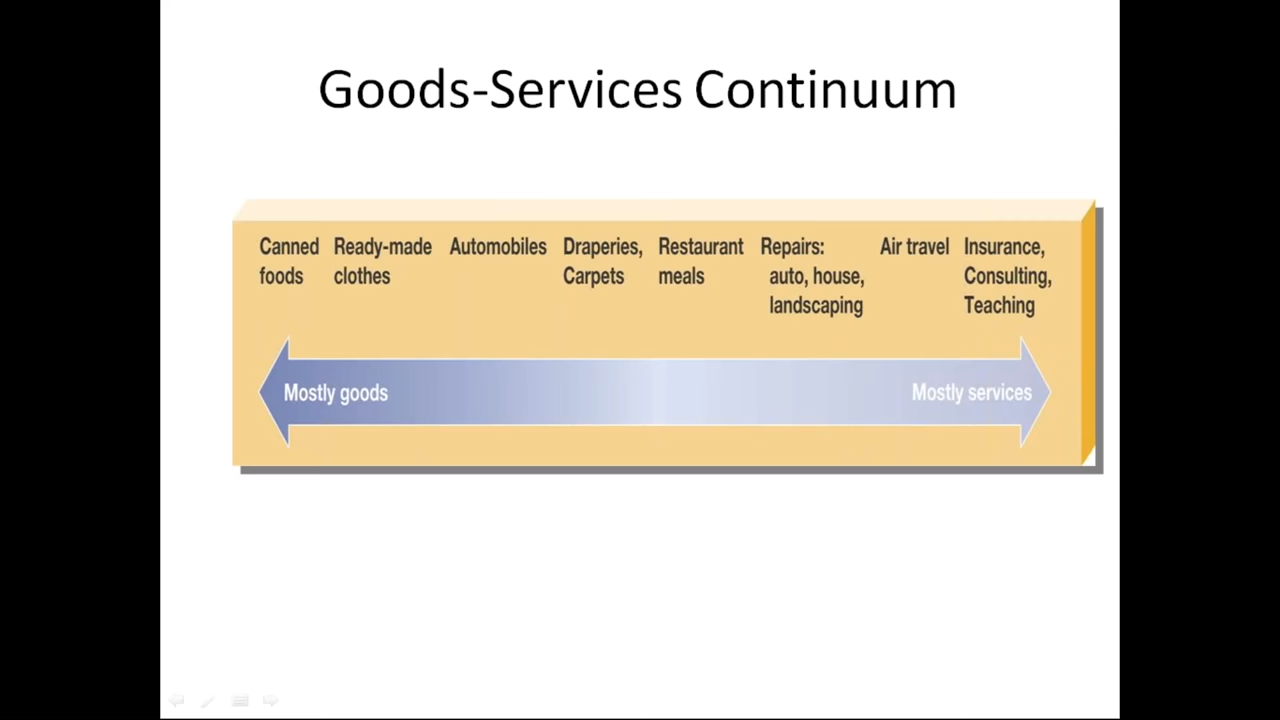 Goods-Services Continuum
Canned foods
Ready-made clothes
Automobiles
Draperies, Carpets
Restaurant meals
Repairs: auto, house, landscaping
Air travel
Insurance, Consulting, Teaching
Mostly goods
Mostly services